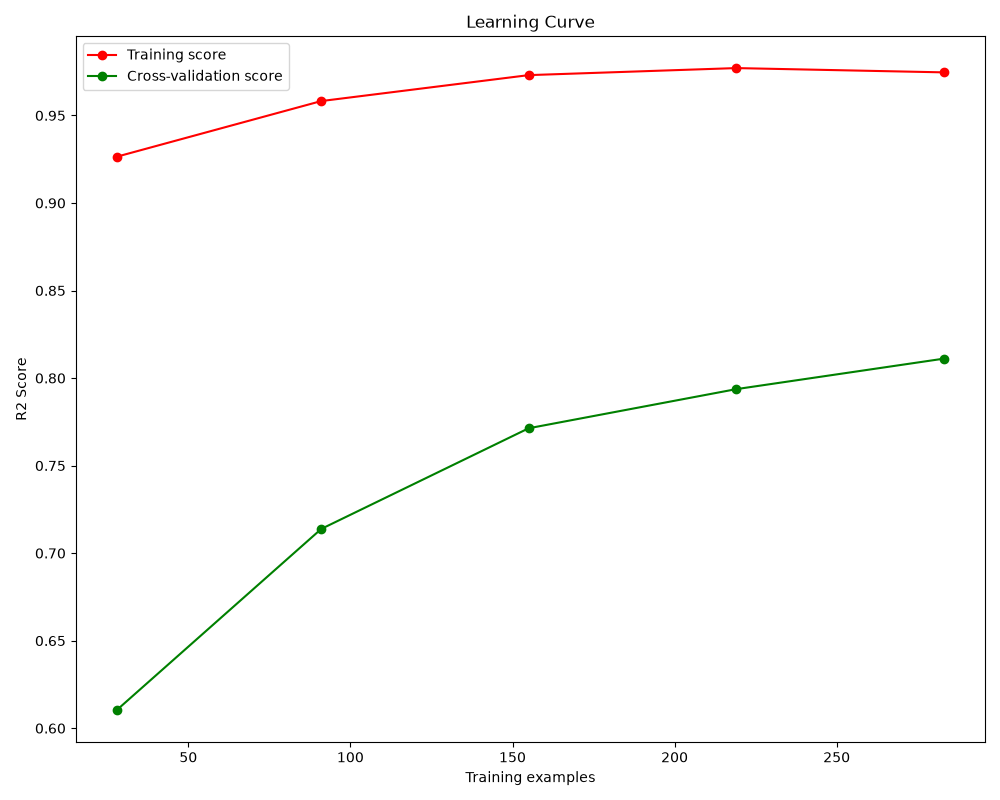 Learning Curve
Training score
Cross-validation score
0.95
0.90
0.85
0.80
0.75
0.70
0.65
0.60
R2 Score
50 100 150 200 250
Training examples